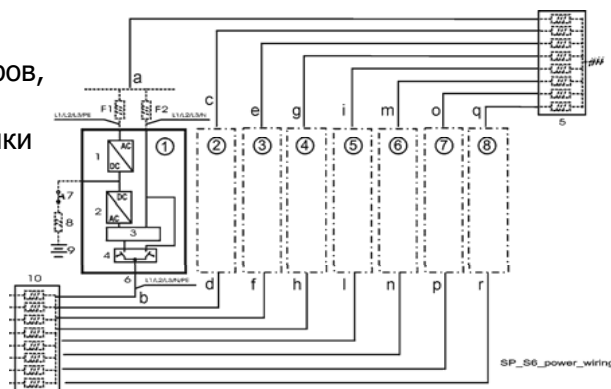 ров,
ки
a
c
e
g
i
m
o
q
5
F1
F2
L1/L2/L3/PE
L1/L2/L3/N
1
AC
DC
①
②
③
④
⑤
⑥
⑦
⑧
7
8
9
2
DC
AC
3
4
6
L1/L2/L3/N/PE
10
b
d
f
h
l
n
p
r
SP_S6_power_wiring